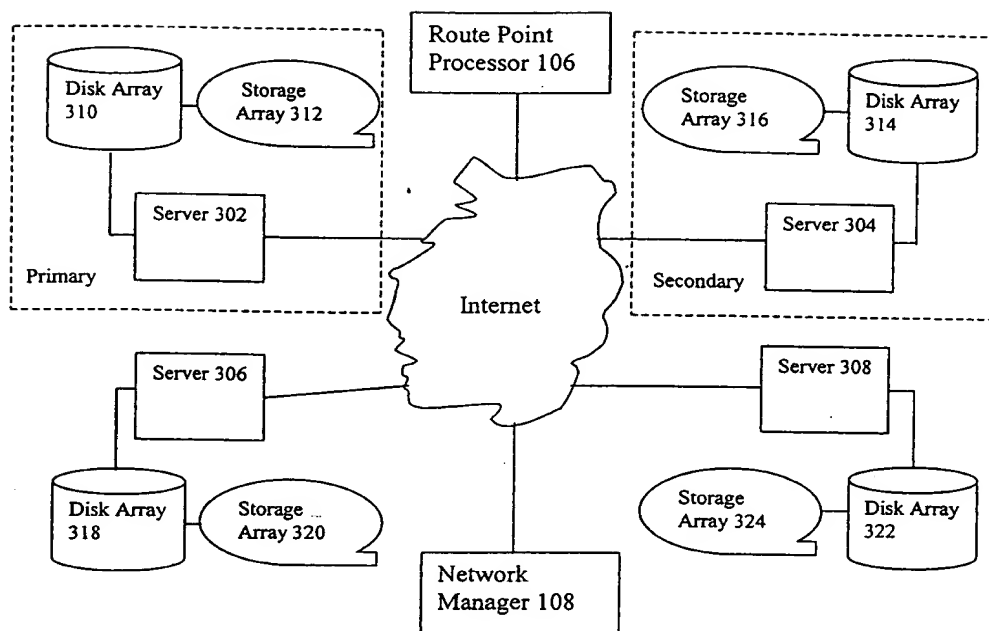 Route Point
Processor 106
Disk Array
310
Storage
Array 312
Storage
Array 316
Disk Array
314
Server 302
Server 304
Primary
Secondary
Internet
Server 306
Server 308
Disk Array
318
Storage
Array 320
Storage
Array 324
Disk Array
322
Network
Manager 108